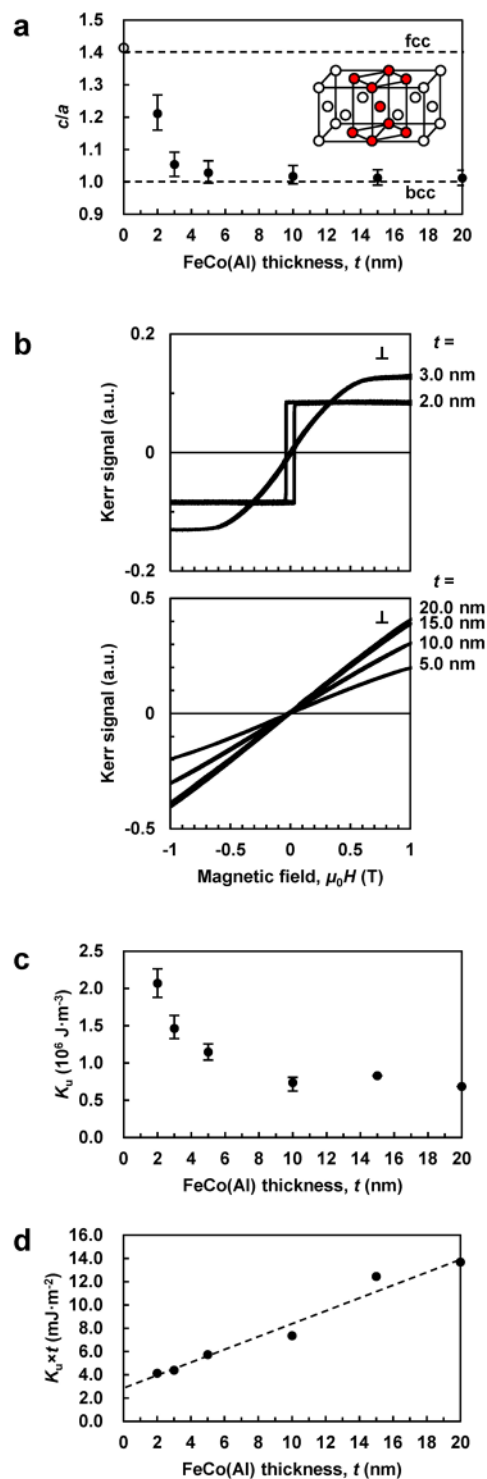 a
1.5
1.4
1.3
1.2
1.1
1.0
0.9
c/a
fcc
bcc
0 2 4 6 8 10 12 14 16 18 20
FeCo(Al) thickness, t (nm)
b
0.2
0
-0.2
Kerr signal (a.u.)
⊥
t =
3.0 nm
2.0 nm
0.5
0
-0.5
Kerr signal (a.u.)
⊥
t =
20.0 nm
15.0 nm
10.0 nm
5.0 nm
-1 -0.5 0 0.5 1
Magnetic field, μ₀H (T)
c
2.5
2.0
1.5
1.0
0.5
0.0
Kᵤ (10⁶ J·m⁻³)
0 2 4 6 8 10 12 14 16 18 20
FeCo(Al) thickness, t (nm)
d
16.0
14.0
12.0
10.0
8.0
6.0
4.0
2.0
0.0
Kᵤ×t (mJ·m⁻²)
0 2 4 6 8 10 12 14 16 18 20
FeCo(Al) thickness, t (nm)